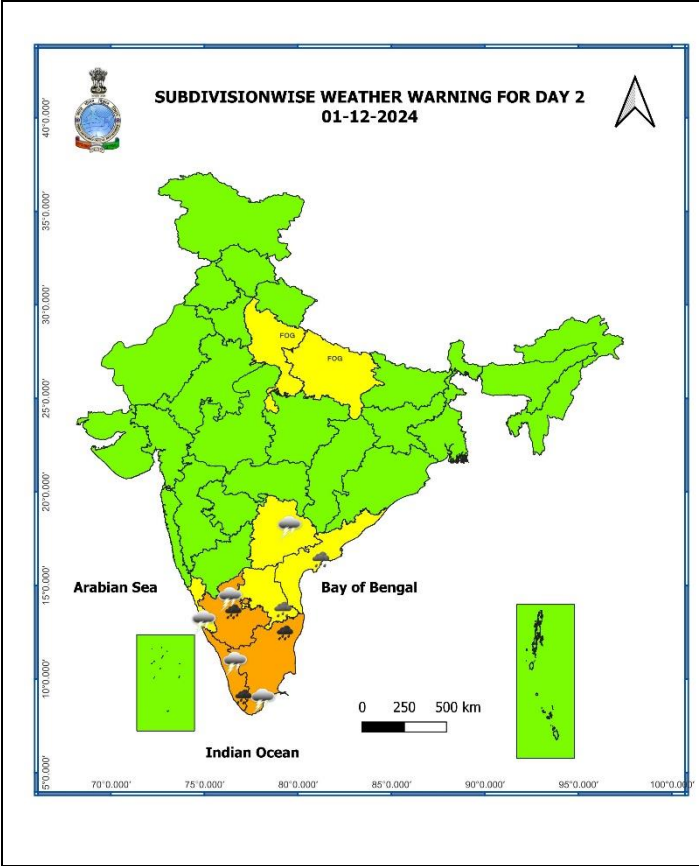 SUBDIVISIONWISE WEATHER WARNING FOR DAY 2
01-12-2024
40°0.000'
35°0.000'
30°0.000'
FOG
FOG
25°0.000'
20°0.000'
15°0.000'
Arabian Sea
Bay of Bengal
10°0.000'
0 250 500 km
Indian Ocean
5°0.000'
70°0.000' 75°0.000' 80°0.000' 85°0.000' 90°0.000' 95°0.000' 100°0.000'